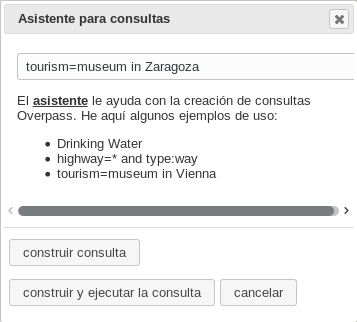 Asistente para consultas
tourism=museum in Zaragoza
El asistente le ayuda con la creación de consultas
Overpass. He aquí algunos ejemplos de uso:
Drinking Water
highway=* and type:way
tourism=museum in Vienna
construir consulta
construir y ejecutar la consulta cancelar